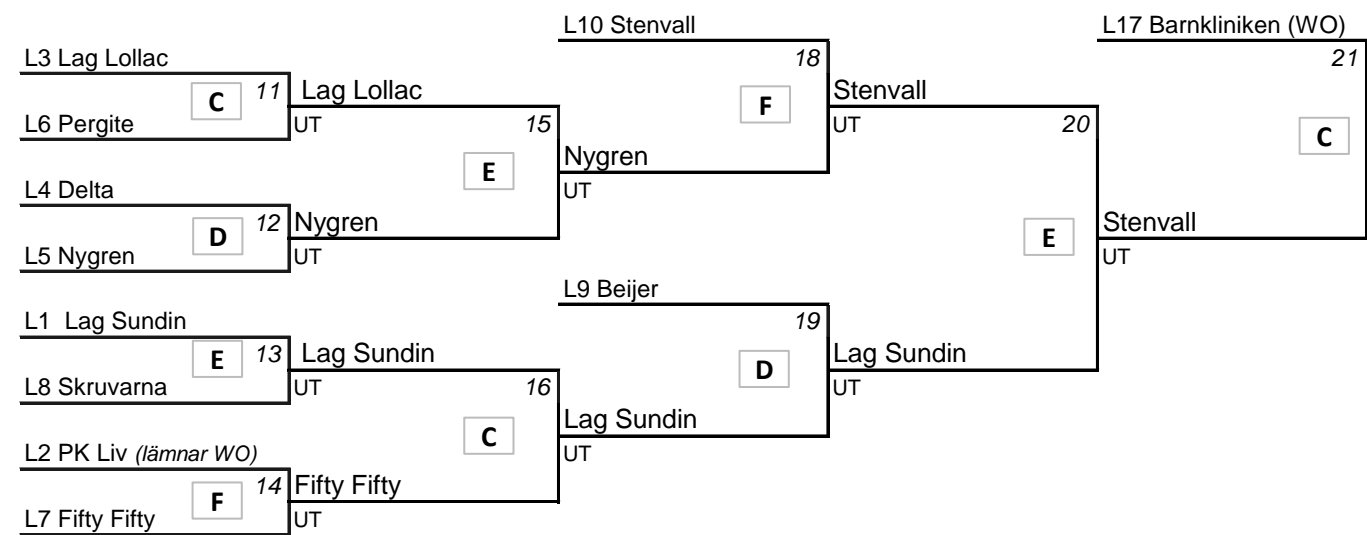 L10 Stenvall
L17 Barnkliniken (WO)
L3 Lag Lollac
18
21
C
11
Lag Lollac
F
Stenvall
L6 Pergite
UT
15
UT
20
C
E
Nygren
L4 Delta
UT
D
12
Nygren
E
Stenvall
L5 Nygren
UT
UT
L9 Beijer
L1 Lag Sundin
19
E
13
Lag Sundin
D
Lag Sundin
L8 Skruvarna
UT
16
UT
C
Lag Sundin
L2 PK Liv (lämnar WO)
UT
F
14
Fifty Fifty
L7 Fifty Fifty
UT